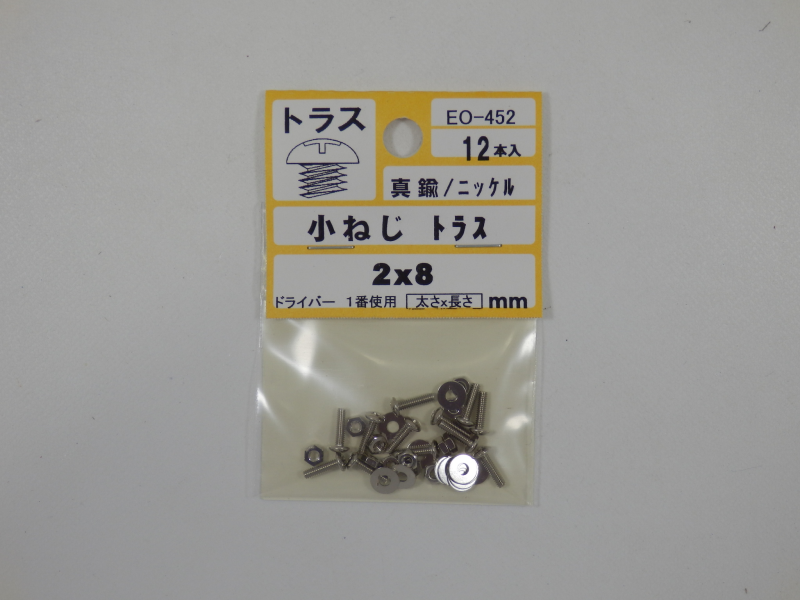 トラス
EO-452
12本入
真鍮/ニッケル
小ねじ トラス
2x8
ドライバー 1番使用 太さx長さ mm